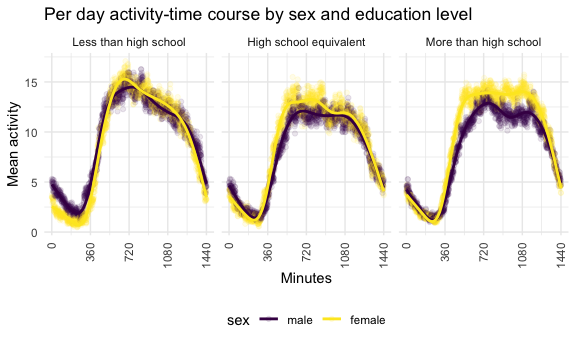 Per day activity-time course by sex and education level
Less than high school
High school equivalent
More than high school
Mean activity
15
10
5
0
0 360 720 1080 1440
0 360 720 1080 1440
0 360 720 1080 1440
Minutes
sex male female